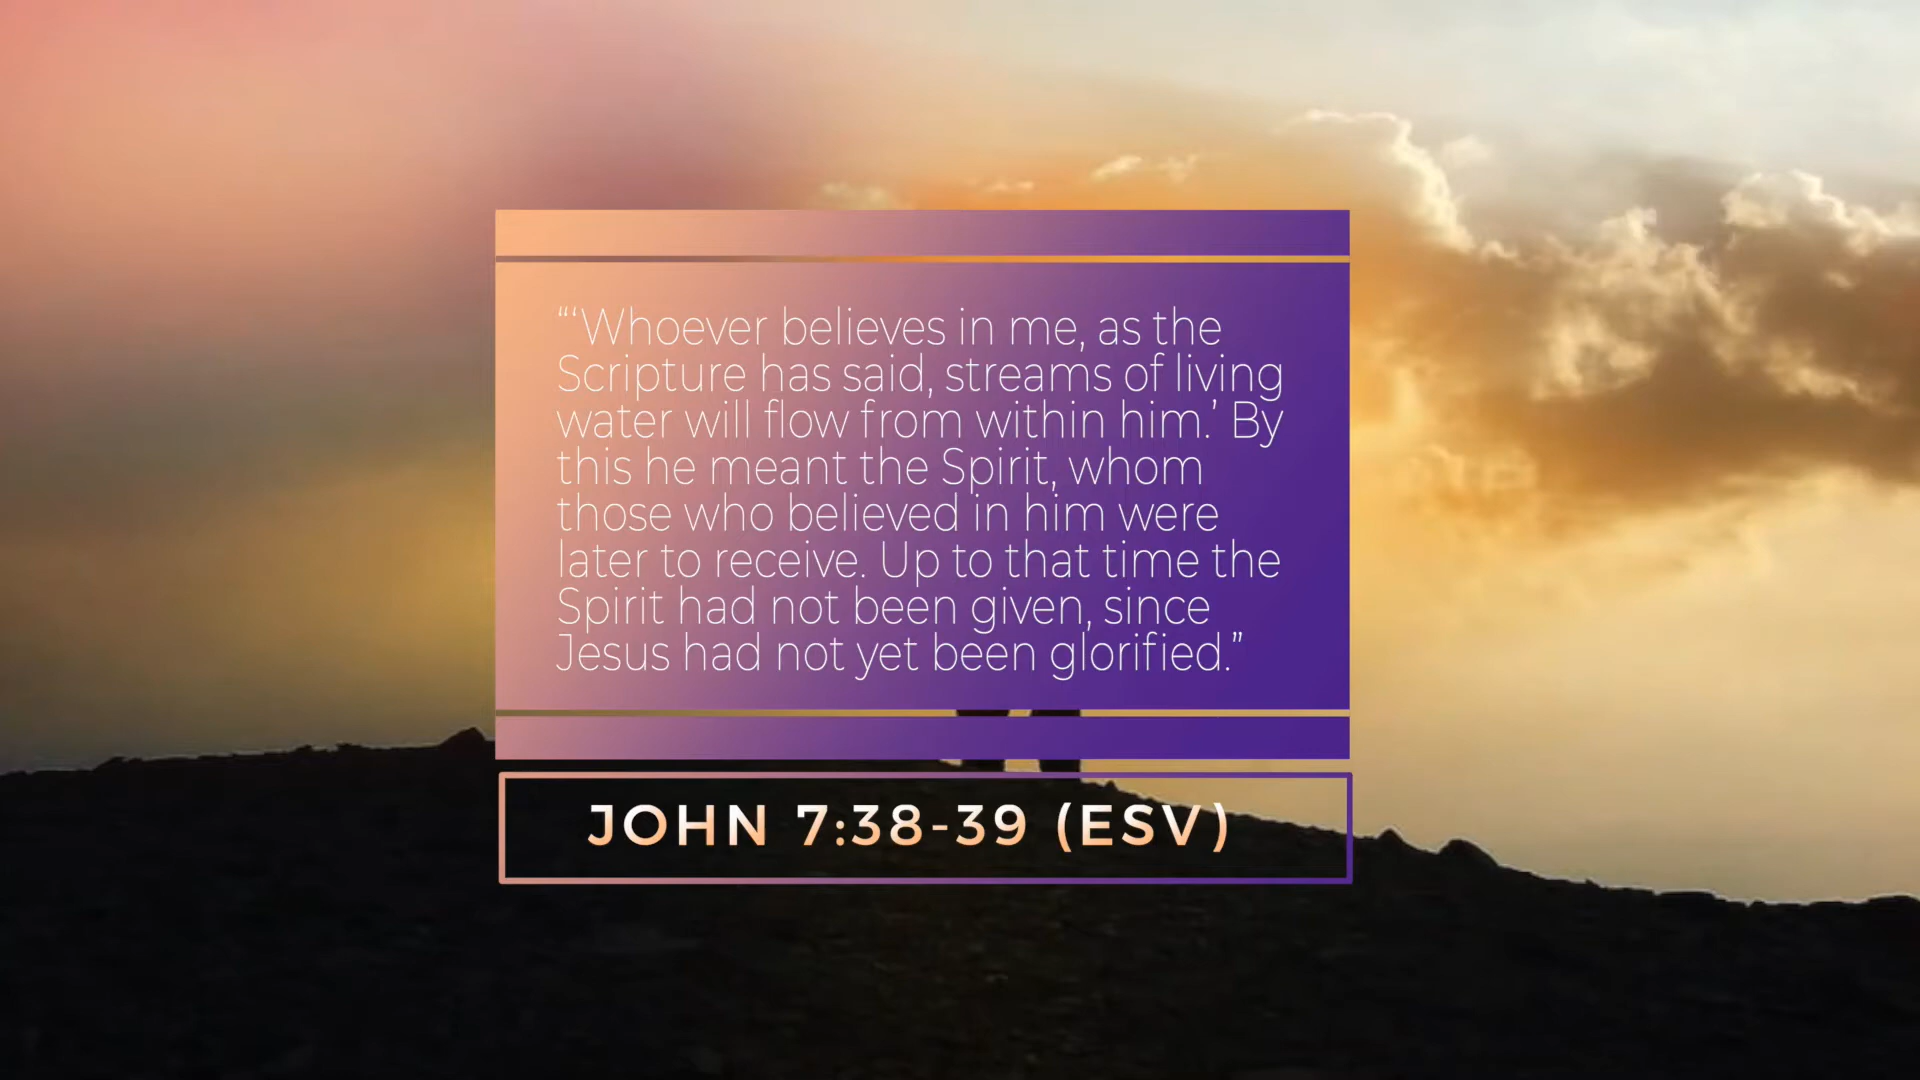 “‘Whoever believes in me, as the
Scripture has said, streams of living
water will flow from within him.’ By
this he meant the Spirit, whom
those who believed in him were
later to receive. Up to that time the
Spirit had not been given, since
Jesus had not yet been glorified.”
JOHN 7:38-39 (ESV)